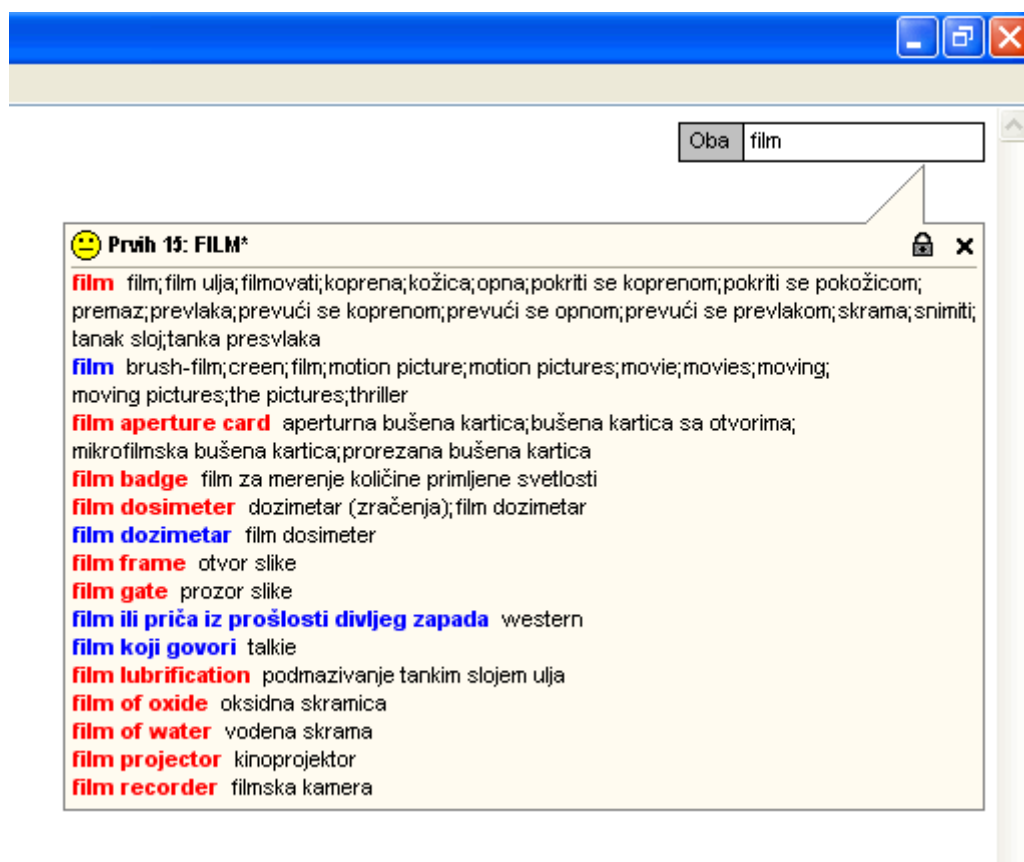 Oba film
Prvih 15: FILM*
film film;film ulja;filmovati;koprena;kožica;opna;pokriti se koprenom;pokriti se pokožicom;
premaz;prevlaka;prevući se koprenom;prevući se opnom;prevući se prevlakom;skrama;snimiti;
tanak sloj;tanka presvlaka
film brush-film;creen;film;motion picture;motion pictures;movie;movies;moving;
moving pictures;the pictures;thriller
film aperture card aperturna bušena kartica;bušena kartica sa otvorima;
mikrofilmska bušena kartica;prorezana bušena kartica
film badge film za merenje količine primljene svetlosti
film dosimeter dozimetar (zračenja);film dozimetar
film dozimetar film dosimeter
film frame otvor slike
film gate prozor slike
film ili priča iz prošlosti divljeg zapada western
film koji govori talkie
film lubrification podmazivanje tankim slojem ulja
film of oxide oksidna skramica
film of water vodena skrama
film projector kinoprojektor
film recorder filmska kamera